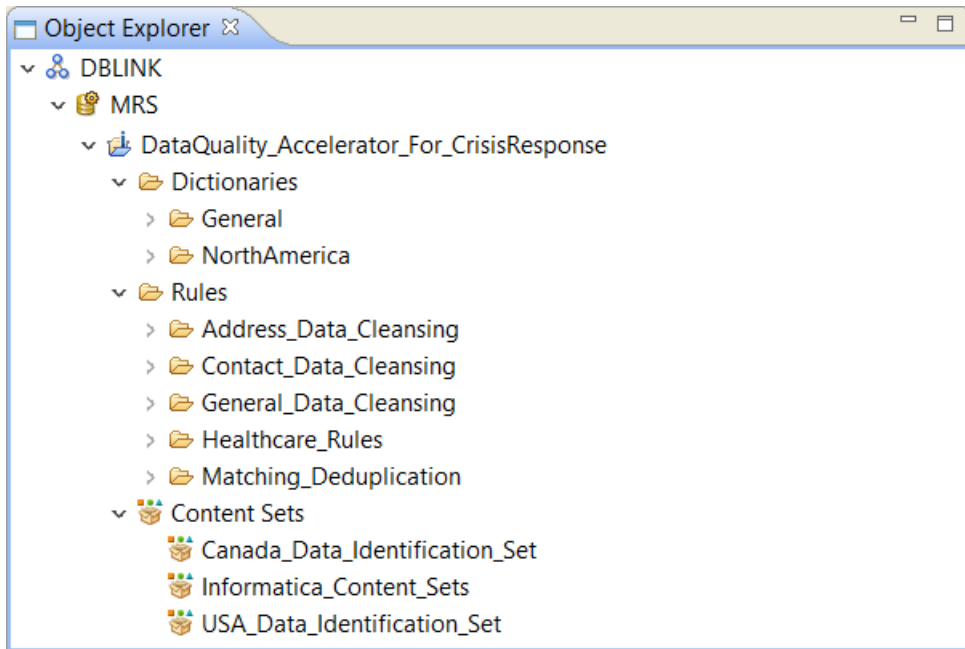 Object Explorer
DBLINK
MRS
DataQuality_Accelerator_For_CrisisResponse
Dictionaries
General
NorthAmerica
Rules
Address_Data_Cleansing
Contact_Data_Cleansing
General_Data_Cleansing
Healthcare_Rules
Matching_Deduplication
Content Sets
Canada_Data_Identification_Set
Informatica_Content_Sets
USA_Data_Identification_Set